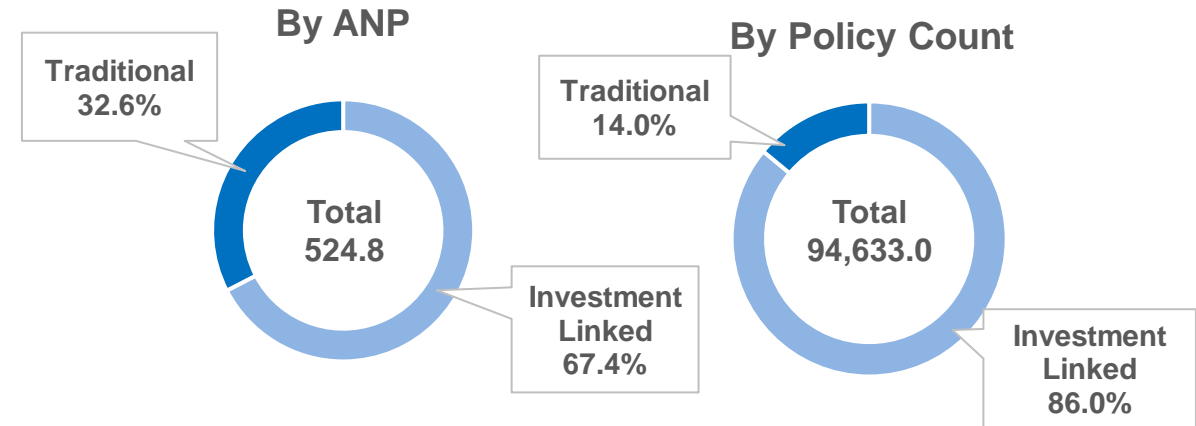 By ANP
Traditional
32.6%
Total
524.8
Investment
Linked
67.4%
By Policy Count
Traditional
14.0%
Total
94,633.0
Investment
Linked
86.0%